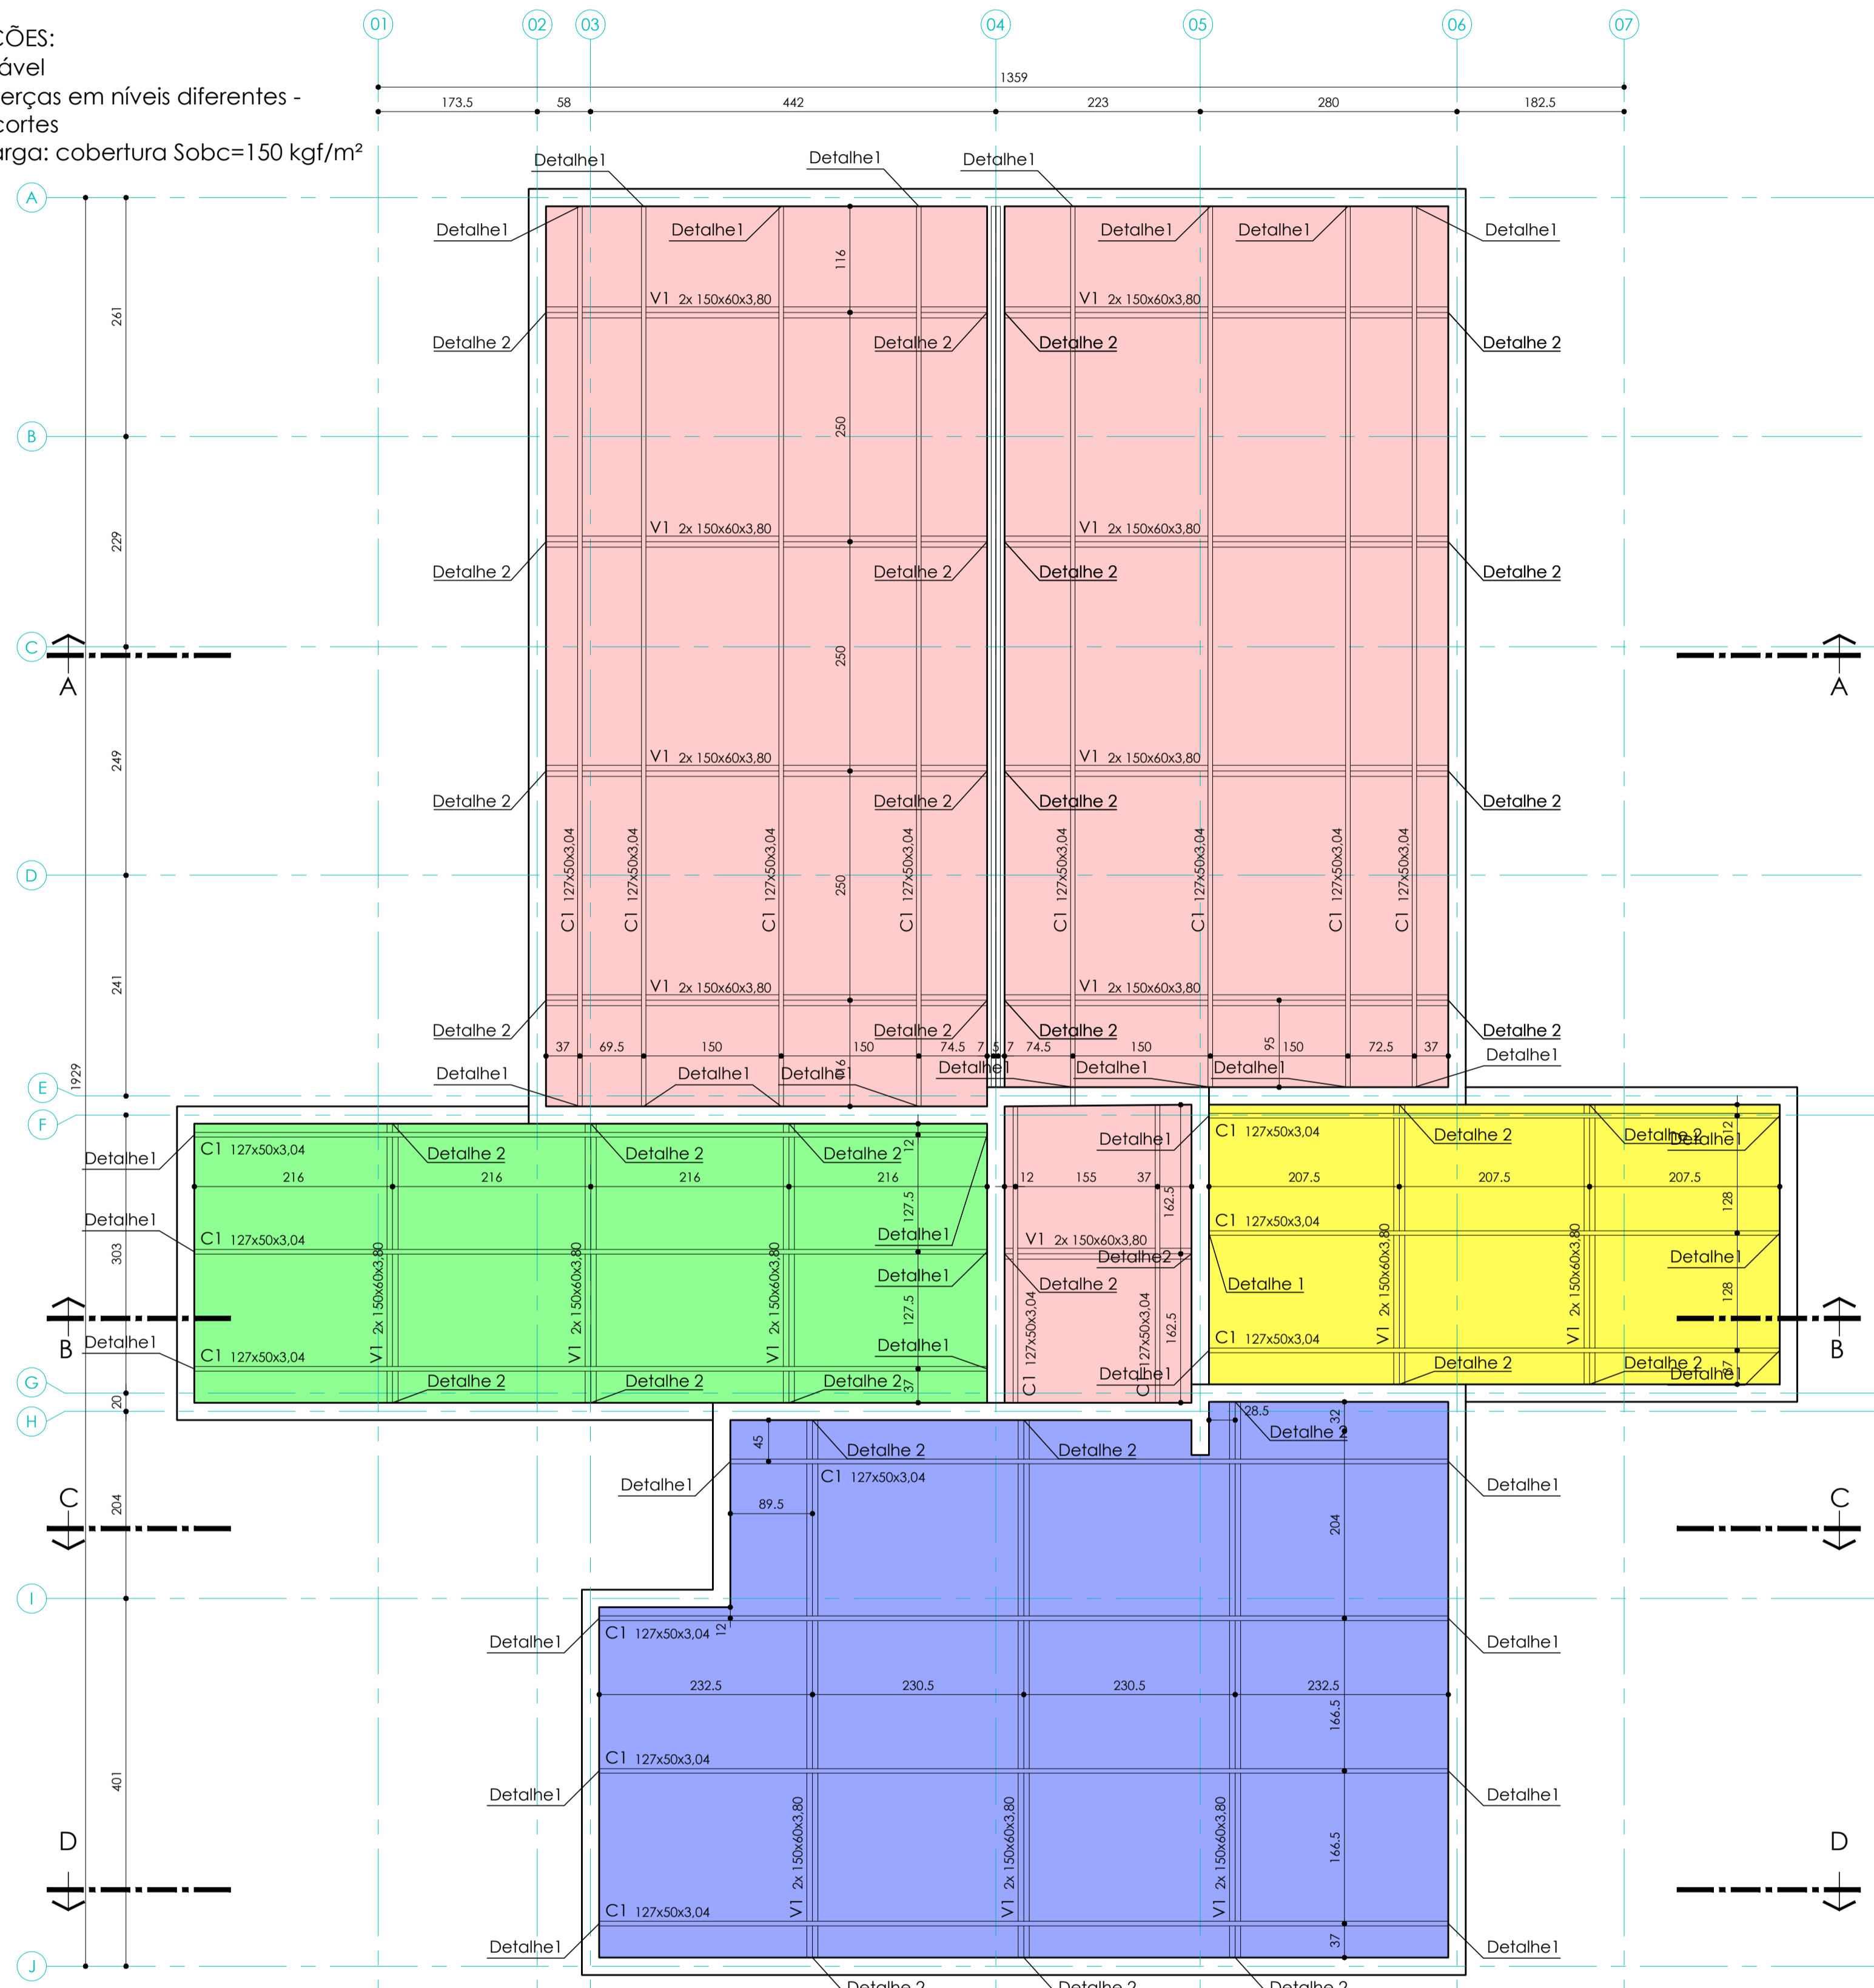 ÇÕES:
ável
erças em níveis diferentes -
cortes
arga: cobertura Sobc=150 kgf/m²
01 02 03 04 05 06 07
1359
173.5 58 442 223 280 182.5
Detalhe1 Detalhe1 Detalhe1
A
Detalhe1 Detalhe1 Detalhe1 Detalhe1 Detalhe1
116
261
V1 2x 150x60x3,80 V1 2x 150x60x3,80
Detalhe 2 Detalhe 2 Detalhe 2 Detalhe 2
B
250
229
V1 2x 150x60x3,80 V1 2x 150x60x3,80
Detalhe 2 Detalhe 2 Detalhe 2 Detalhe 2
C
250
A A
249
V1 2x 150x60x3,80 V1 2x 150x60x3,80
Detalhe 2 Detalhe 2 Detalhe 2 Detalhe 2
C1 127x50x3,04 C1 127x50x3,04 C1 127x50x3,04 C1 127x50x3,04 C1 127x50x3,04 C1 127x50x3,04 C1 127x50x3,04 C1 127x50x3,04
D
250
241
V1 2x 150x60x3,80 V1 2x 150x60x3,80
Detalhe 2 Detalhe 2 Detalhe 2 Detalhe 2
37 69.5 150 150 74.5 7 5 7 74.5 150 95 150 72.5 37
Detalhe1 Detalhe1 Detalhe1 Detalhe1 Detalhe1 Detalhe1 Detalhe1
1929
E
F
C1 127x50x3,04 12 Detalhe1 C1 127x50x3,04 Detalhe 2 Detalhe 2 Detalhe1 12
Detalhe1 Detalhe 2 Detalhe 2 Detalhe 2
216 216 216 216 12 155 37 207.5 207.5 207.5
127.5 162.5 128
Detalhe1 Detalhe1 C1 127x50x3,04
C1 127x50x3,04 V1 2x 150x60x3,80
303
Detalhe1 Detalhe2 Detalhe1
Detalhe 2 Detalhe 1
V1 2x 150x60x3,80 V1 2x 150x60x3,80 V1 2x 150x60x3,80 C1 127x50x3,04 C1 127x50x3,04 V1 2x 150x60x3,80 V1 2x 150x60x3,80
127.5 162.5 128
B B
Detalhe1 Detalhe1 C1 127x50x3,04
C1 127x50x3,04 Detalhe1 Detalhe 2 Detalhe 2 Detalhe1 37
G
Detalhe 2 Detalhe 2 Detalhe 2 37
20
H
28.5 32
Detalhe 2
45 Detalhe 2 Detalhe 2
C1 127x50x3,04
Detalhe1 Detalhe1
C C
204 89.5 204
I
12
C1 127x50x3,04
Detalhe1 Detalhe1
232.5 230.5 230.5 232.5
166.5
C1 127x50x3,04
401
Detalhe1 Detalhe1
V1 2x 150x60x3,80 V1 2x 150x60x3,80 V1 2x 150x60x3,80
D D
166.5
C1 127x50x3,04
Detalhe1 37 Detalhe1
J
Detalhe 2 Detalhe 2 Detalhe 2